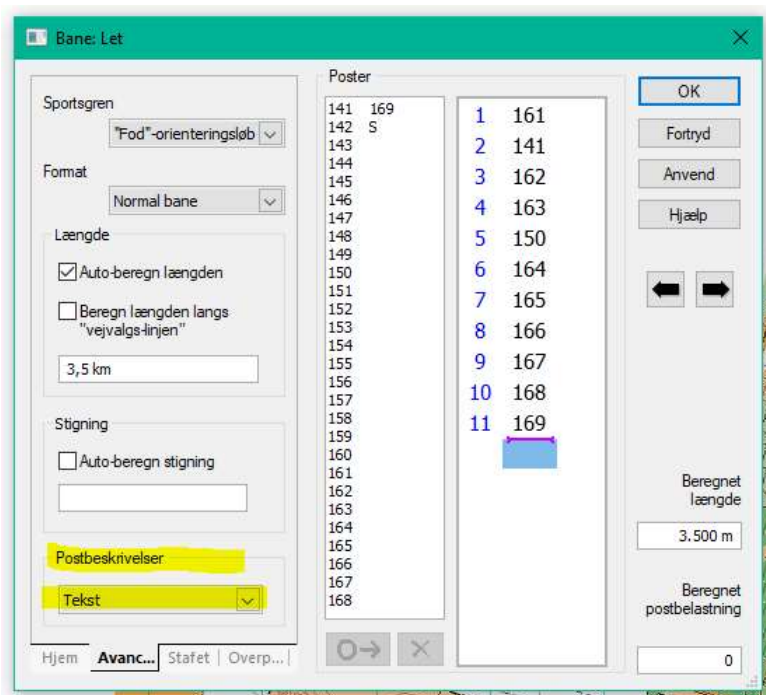 Bane: Let
Sportsgren
"Fod"-orienteringsløb
Format
Normal bane
Længde
Auto-beregn længden
Beregn længden langs
"vejvalgs-linjen"
3,5 km
Stigning
Auto-beregn stigning
Postbeskrivelser
Tekst
Hjem Avanc... Stafet Overp...
Poster
141 169
142 S
143
144
145
146
147
148
149
150
151
152
153
154
155
156
157
158
159
160
161
162
163
164
165
166
167
168
1 161
2 141
3 162
4 163
5 150
6 164
7 165
8 166
9 167
10 168
11 169
OK
Fortryd
Anvend
Hjælp
Beregnet
længde
3.500 m
Beregnet
postbelastning
0